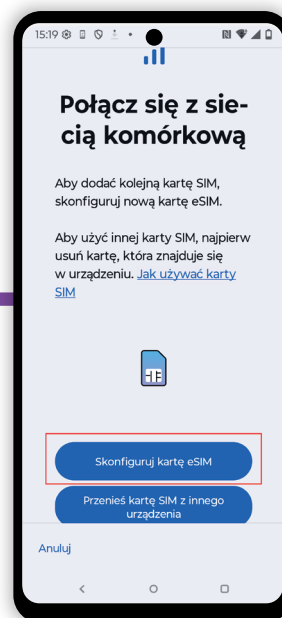 15:19
Połącz się z sie-
cią komórkową
Aby dodać kolejną kartę SIM,
skonfiguruj nową kartę eSIM.
Aby użyć innej karty SIM, najpierw
usuń kartę, która znajduje się
w urządzeniu. Jak używać karty
SIM
Skonfiguruj kartę eSIM
Przenieś kartę SIM z innego
urządzenia
Anuluj